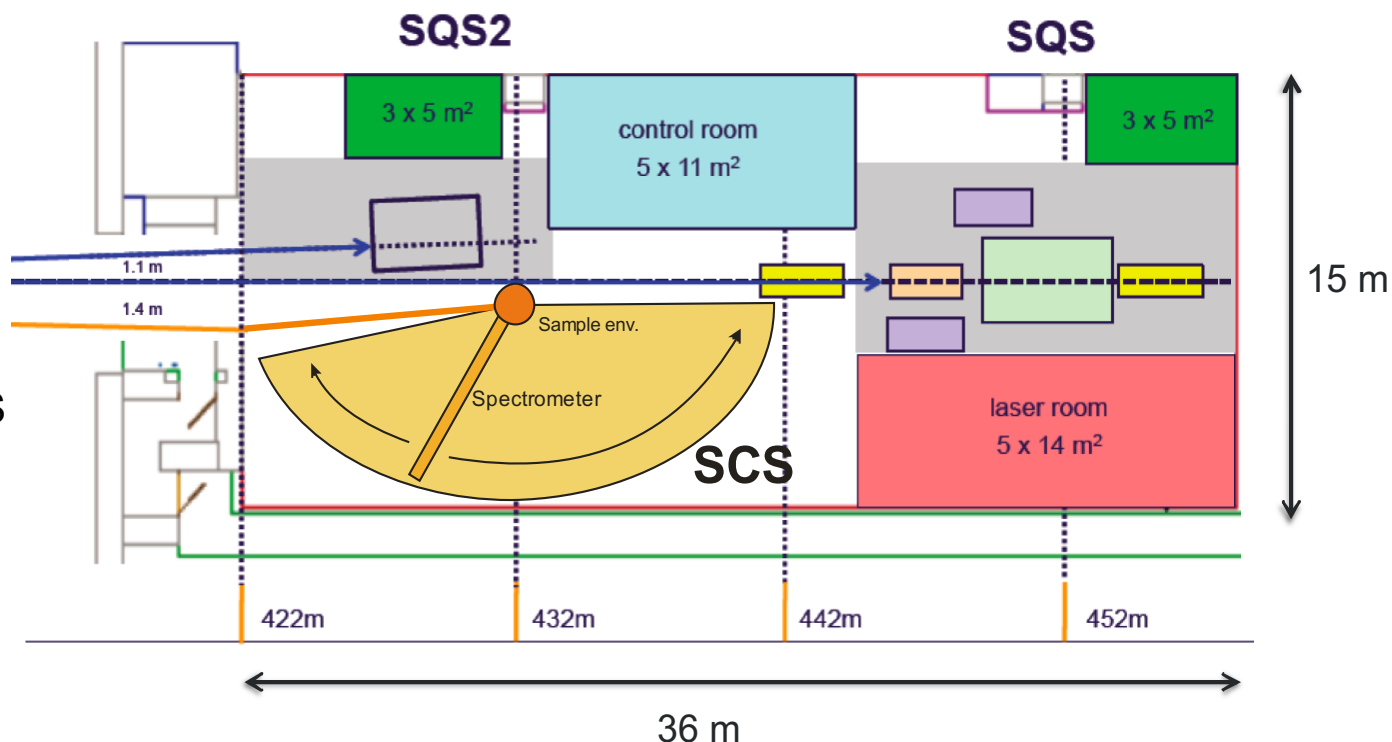 SQS2
SQS
3 x 5 m²
control room
5 x 11 m²
3 x 5 m²
1.1 m
1.4 m
15 m
Sample env.
Spectrometer
S
laser room
5 x 14 m²
SCS
422m
432m
442m
452m
36 m